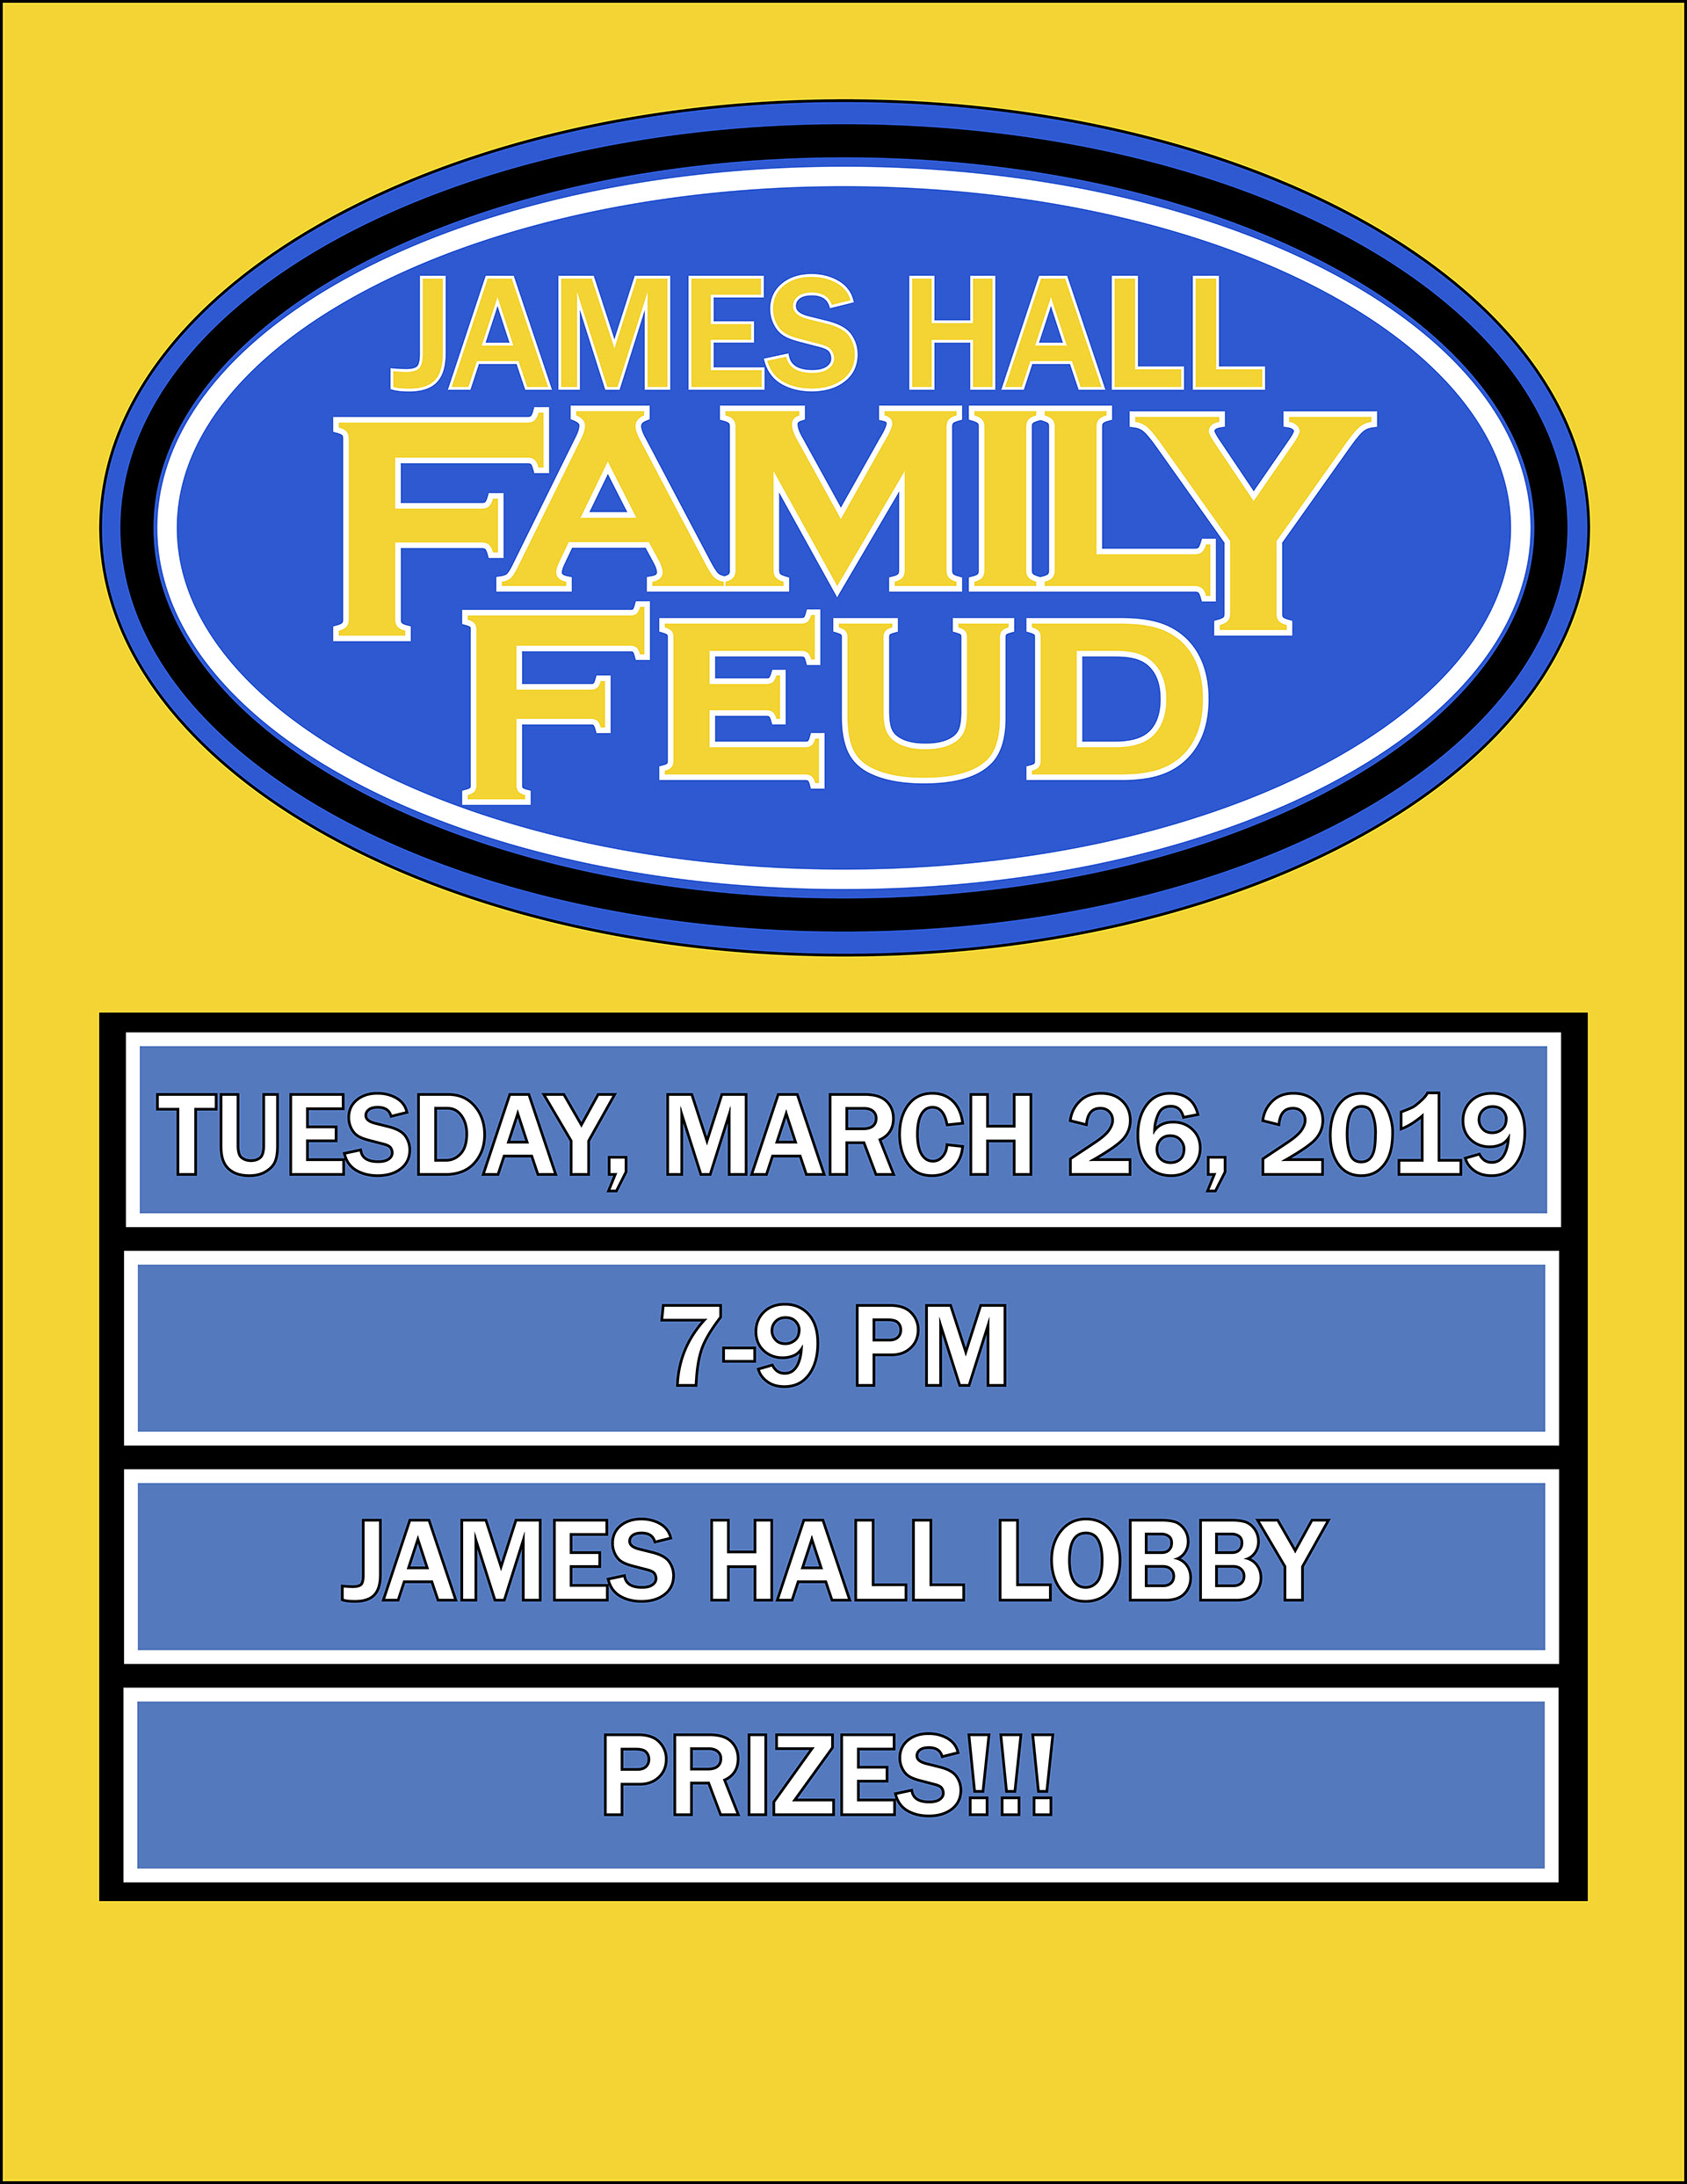 JAMES HALL
FAMILY
FEUD
TUESDAY, MARCH 26, 2019
7-9 PM
JAMES HALL LOBBY
PRIZES!!!